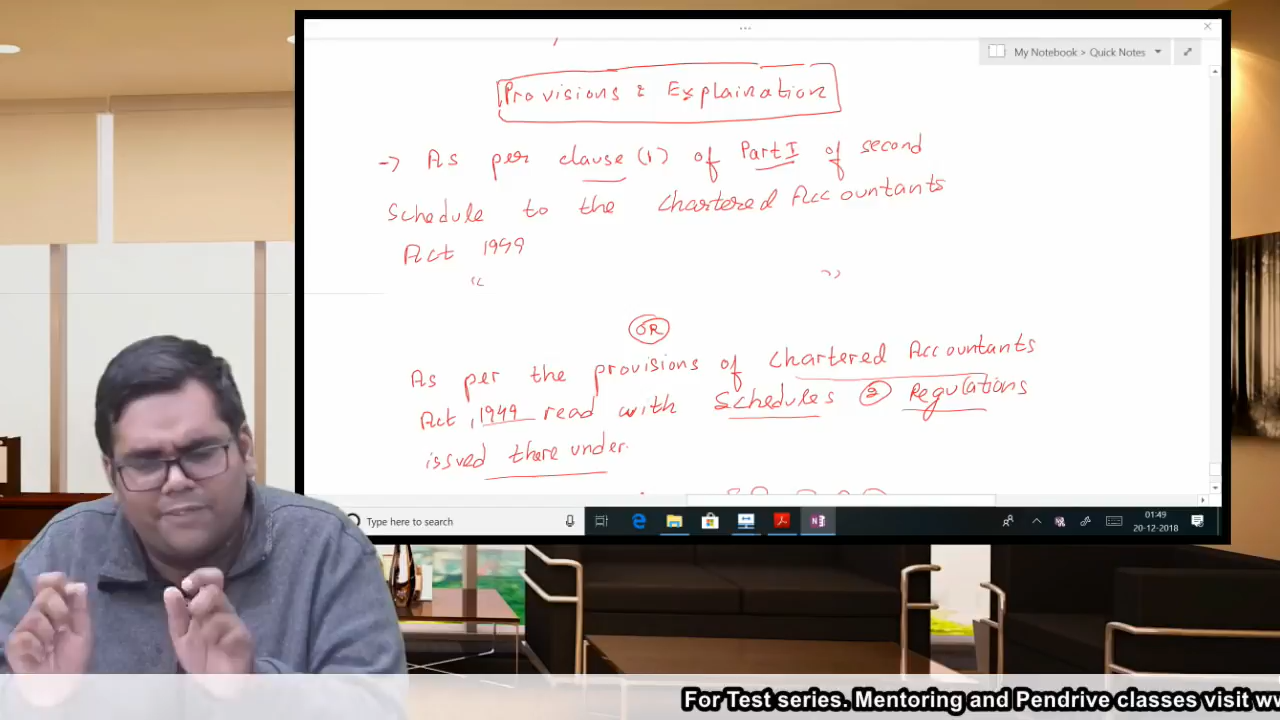 ...
My Notebook > Quick Notes
Provisions & Explaination
→ As per clause (1) of Part I of second
Schedule to the Chartered Accountants
Act 1949
“ ”
OR
As per the provisions of Chartered Accountants
Act, 1949 read with Schedules & Regulations
issued there under.
Type here to search
01:49
20-12-2018
For Test series. Mentoring and Pendrive classes visit